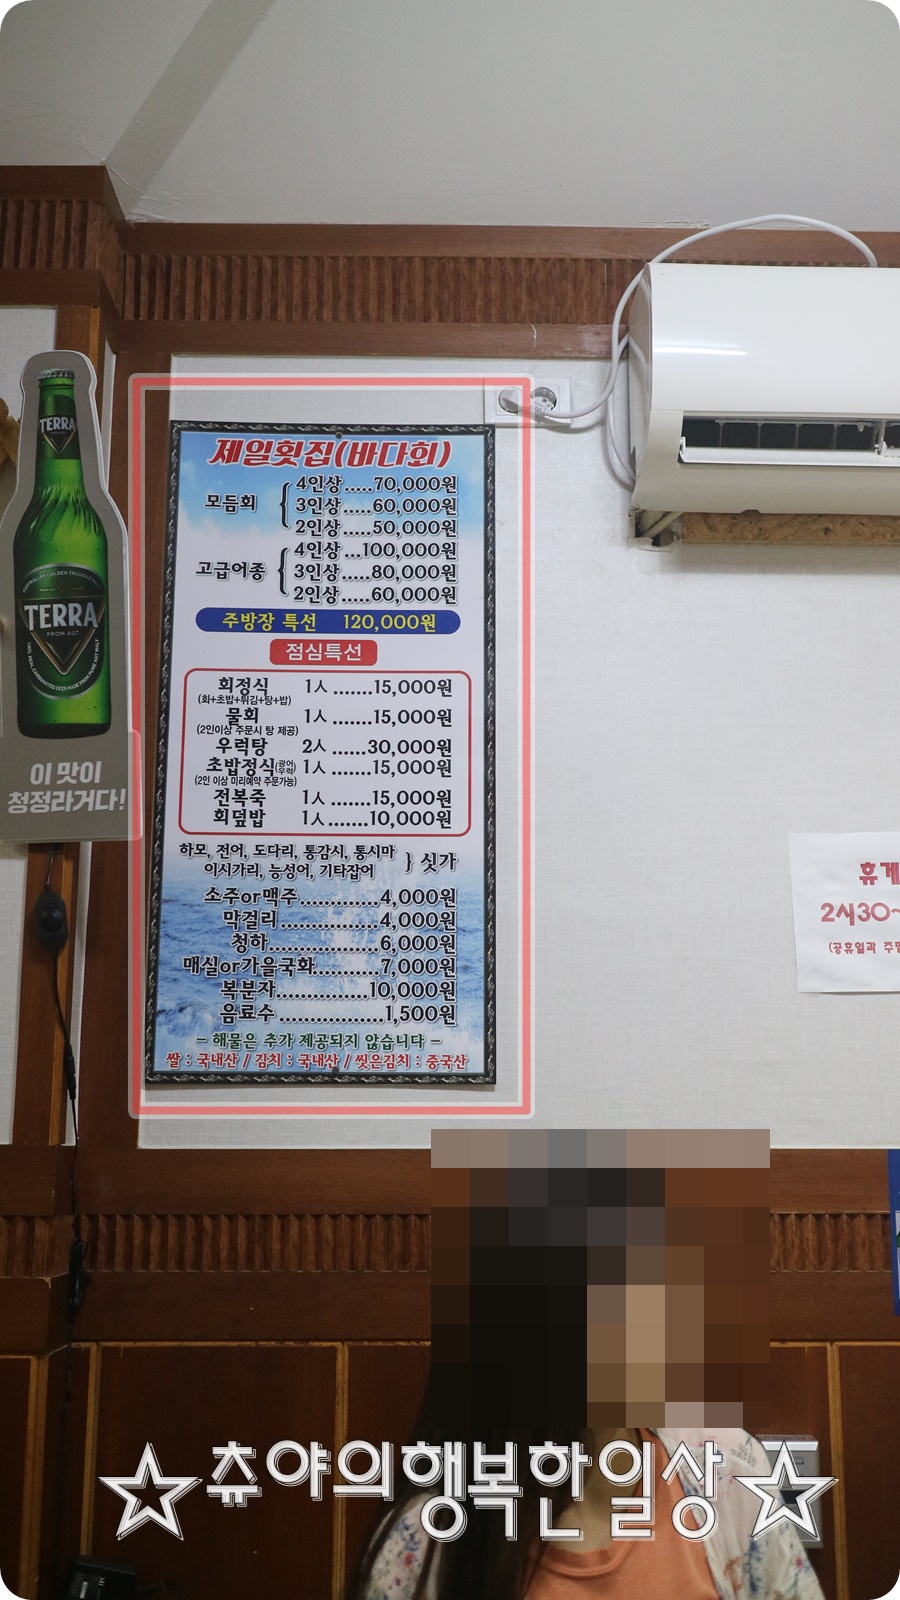 제일횟집(바다회)
모듬회
4인상.....70,000원
3인상.....60,000원
2인상.....50,000원
고급어종
4인상...100,000원
3인상.....80,000원
2인상.....60,000원
주방장 특선 120,000원
점심특선
회정식 1人.......15,000원
(회+초밥+튀김+탕+밥)
물회 1人.......15,000원
(2인이상 주문시 탕 제공)
우럭탕 2人......30,000원
초밥정식(광어 우럭) 1人.......15,000원
(2인 이상 미리예약 주문가능)
전복죽 1人.......15,000원
회덮밥 1人.......10,000원
하모, 전어, 도다리, 통감시, 통시마
이시가리, 능성어, 기타잡어 } 싯가
소주or맥주..............4,000원
막걸리.................4,000원
청하...................6,000원
매실or가을국화...........7,000원
복분자................10,000원
음료수..................1,500원
- 해물은 추가 제공되지 않습니다 -
쌀 : 국내산 / 김치 : 국내산 / 씻은김치 : 중국산
TERRA
TERRA
FROM AGT
이 맛이
청정라거다!
휴게
2시30~
(공휴일과 주말
☆츄야의행복한일상☆